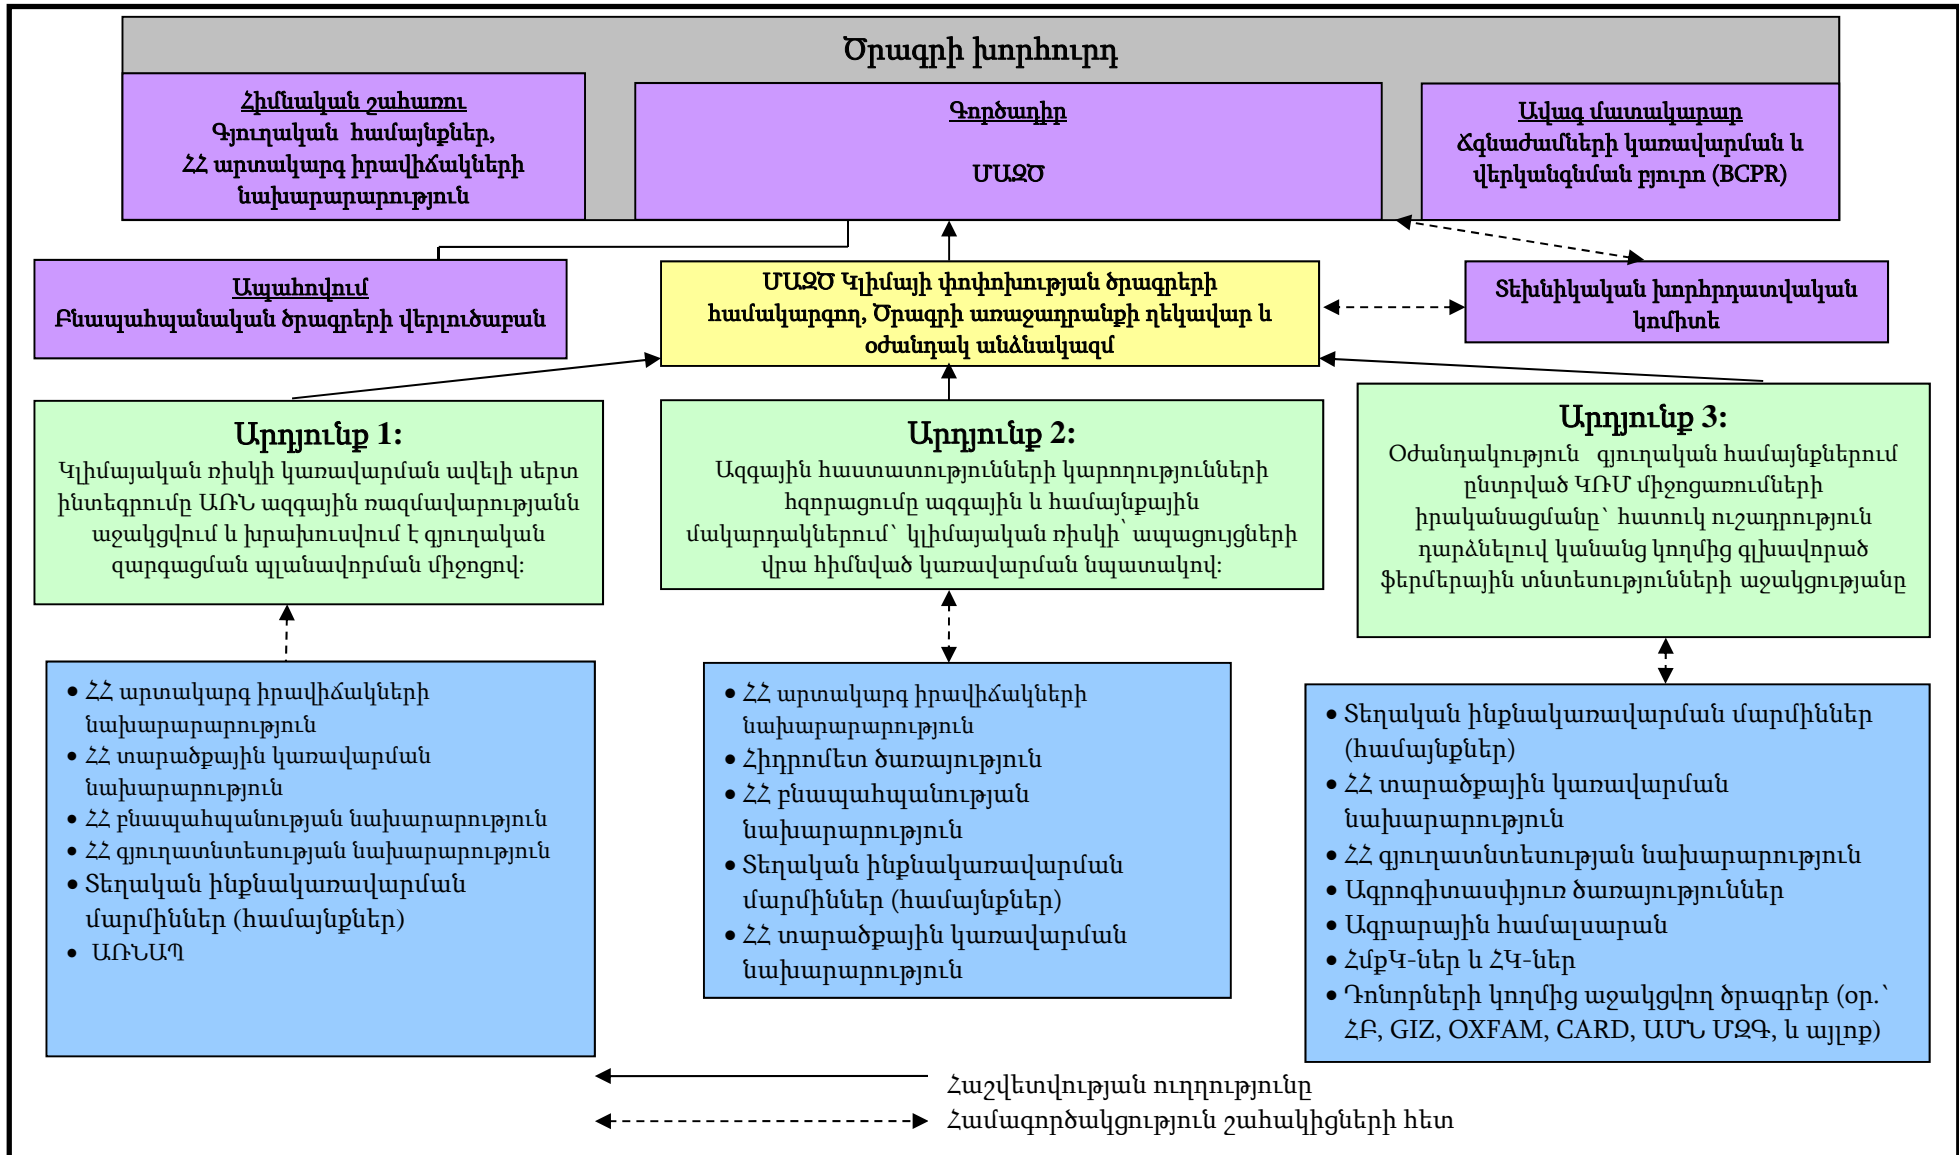 Ծրագրի խորհուրդ
Հիմնական շահառու
Գյուղական համայնքներ,
ՀՀ արտակարգ իրավիճակների
նախարարարություն
Գործադիր
ՄԱԶԾ
Ավագ մատակարար
Ճգնաժամների կառավարման և
վերկանգնման բյուրո (BCPR)
Ապահովում
Բնապահպանական ծրագրերի վերլուծաբան
ՄԱԶԾ Կլիմայի փոփոխության ծրագրերի
համակարգող, Ծրագրի առաջադրանքի ղեկավար և
օժանդակ անձնակազմ
Տեխնիկական խորհրդատվական
կոմիտե
Արդյունք 1:
Կլիմայական ռիսկի կառավարման ավելի սերտ
ինտեգրումը ԱՌՆ ազգային ռազմավարությանն
աջակցվում և խրախուսվում է գյուղական
զարգացման պլանավորման միջոցով:
Արդյունք 2:
Ազգային հաստատությունների կարողությունների
հզորացումը ազգային և համայնքային
մակարդակներում՝ կլիմայական ռիսկի՝ ապացույցների
վրա հիմնված կառավարման նպատակով:
Արդյունք 3:
Օժանդակություն գյուղական համայնքներում
ընտրված ԿՌՄ միջոցառումների
իրականացմանը՝ հատուկ ուշադրություն
դարձնելուվ կանանց կողմից գլխավորած
ֆերմերային տնտեսությունների աջակցությանը
• ՀՀ արտակարգ իրավիճակների
նախարարարություն
• ՀՀ տարածքային կառավարման
նախարարություն
• ՀՀ բնապահպանության նախարարություն
• ՀՀ գյուղատնտեսության նախարարություն
• Տեղական ինքնակառավարման
մարմիններ (համայնքներ)
• ԱՌՆԱՊ
• ՀՀ արտակարգ իրավիճակների
նախարարարություն
• Հիդրոմետ ծառայություն
• ՀՀ բնապահպանության
նախարարություն
• Տեղական ինքնակառավարման
մարմիններ (համայնքներ)
• ՀՀ տարածքային կառավարման
նախարարություն
• Տեղական ինքնակառավարման մարմիններ
(համայնքներ)
• ՀՀ տարածքային կառավարման
նախարարություն
• ՀՀ գյուղատնտեսության նախարարություն
• Ագրոգիտասփյուռ ծառայություններ
• Ագրարային համալսարան
• ՀմքԿ-ներ և ՀԿ-ներ
• Դոնորների կողմից աջակցվող ծրագրեր (օր.՝
ՀԲ, GIZ, OXFAM, CARD, ԱՄՆ ՄԶԳ, և այլոք)
Հաշվետվության ուղղությունը
Համագործակցություն շահակիցների հետ